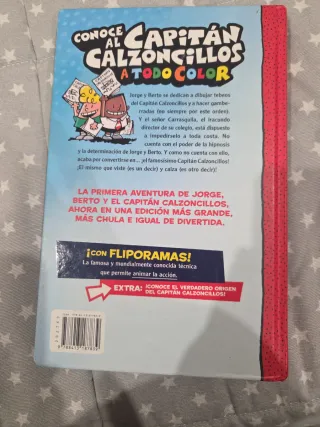 CONOCE
AL CAPITÁN
CALZONCILLOS
A TODO COLOR
Jorge y Berto se dedican a dibujar tebeos
del Capitán Calzoncillos y a hacer gambe-
rradas (no siempre por este orden).
Y el señor Carrasquilla, el iracundo
director de su colegio, está dispuesto
a impedírselo a toda costa. No
cuenta con el poder de la hipnosis
y la determinación de Jorge y Berto. Y como no cuenta con ello,
acaba por convertirse en... ¡el famosísimo Capitán Calzoncillos!
¡El mismo que viste (es un decir) y calza (es otro decir)!
LA PRIMERA AVENTURA DE JORGE,
BERTO Y EL CAPITÁN CALZONCILLOS,
AHORA EN UNA EDICIÓN MÁS GRANDE,
MÁS CHULA E IGUAL DE DIVERTIDA.
¡CON FLIPORAMAS!
La famosa y mundialmente conocida técnica
que permite animar la acción.
EXTRA: ¡CONOCE EL VERDADERO ORIGEN
DEL CAPITÁN CALZONCILLOS!